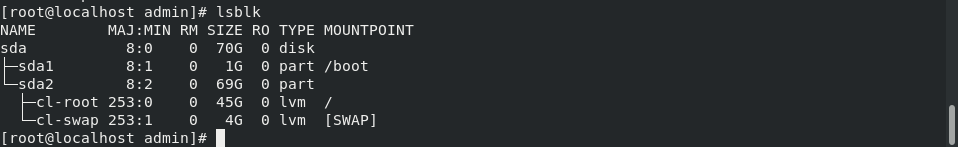 [root@localhost admin]# lsblk
NAME        MAJ:MIN RM SIZE RO TYPE MOUNTPOINT
sda           8:0    0  70G  0 disk
├─sda1        8:1    0   1G  0 part /boot
└─sda2        8:2    0  69G  0 part
  ├─cl-root 253:0    0  45G  0 lvm  /
  └─cl-swap 253:1    0   4G  0 lvm  [SWAP]
[root@localhost admin]#